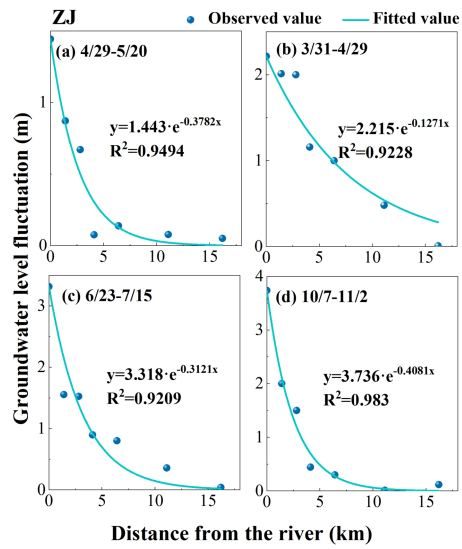 ZJ
Observed value
Fitted value
Groundwater level fluctuation (m)
(a) 4/29-5/20
y=1.443·e^-0.3782x
R²=0.9494
0
1
0
5
10
15
(b) 3/31-4/29
y=2.215·e^-0.1271x
R²=0.9228
0
1
2
0
5
10
15
(c) 6/23-7/15
y=3.318·e^-0.3121x
R²=0.9209
0
1
2
3
0
5
10
15
(d) 10/7-11/2
y=3.736·e^-0.4081x
R²=0.983
0
1
2
3
4
0
5
10
15
Distance from the river (km)